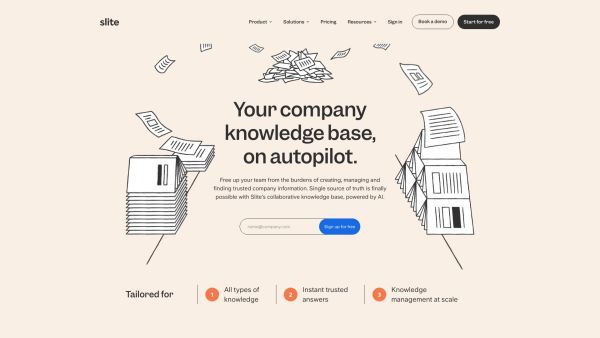 slite
Product
Solutions
Pricing
Resources
Sign in
Book a demo
Start for free
Your company
knowledge base,
on autopilot.
Free up your team from the burdens of creating, managing and
finding trusted company information. Single source of truth is finally
possible with Slite's collaborative knowledge base, powered by AI.
name@company.com
Sign up for free
Tailored for
1
All types of
knowledge
2
Instant trusted
answers
3
Knowledge
management at scale